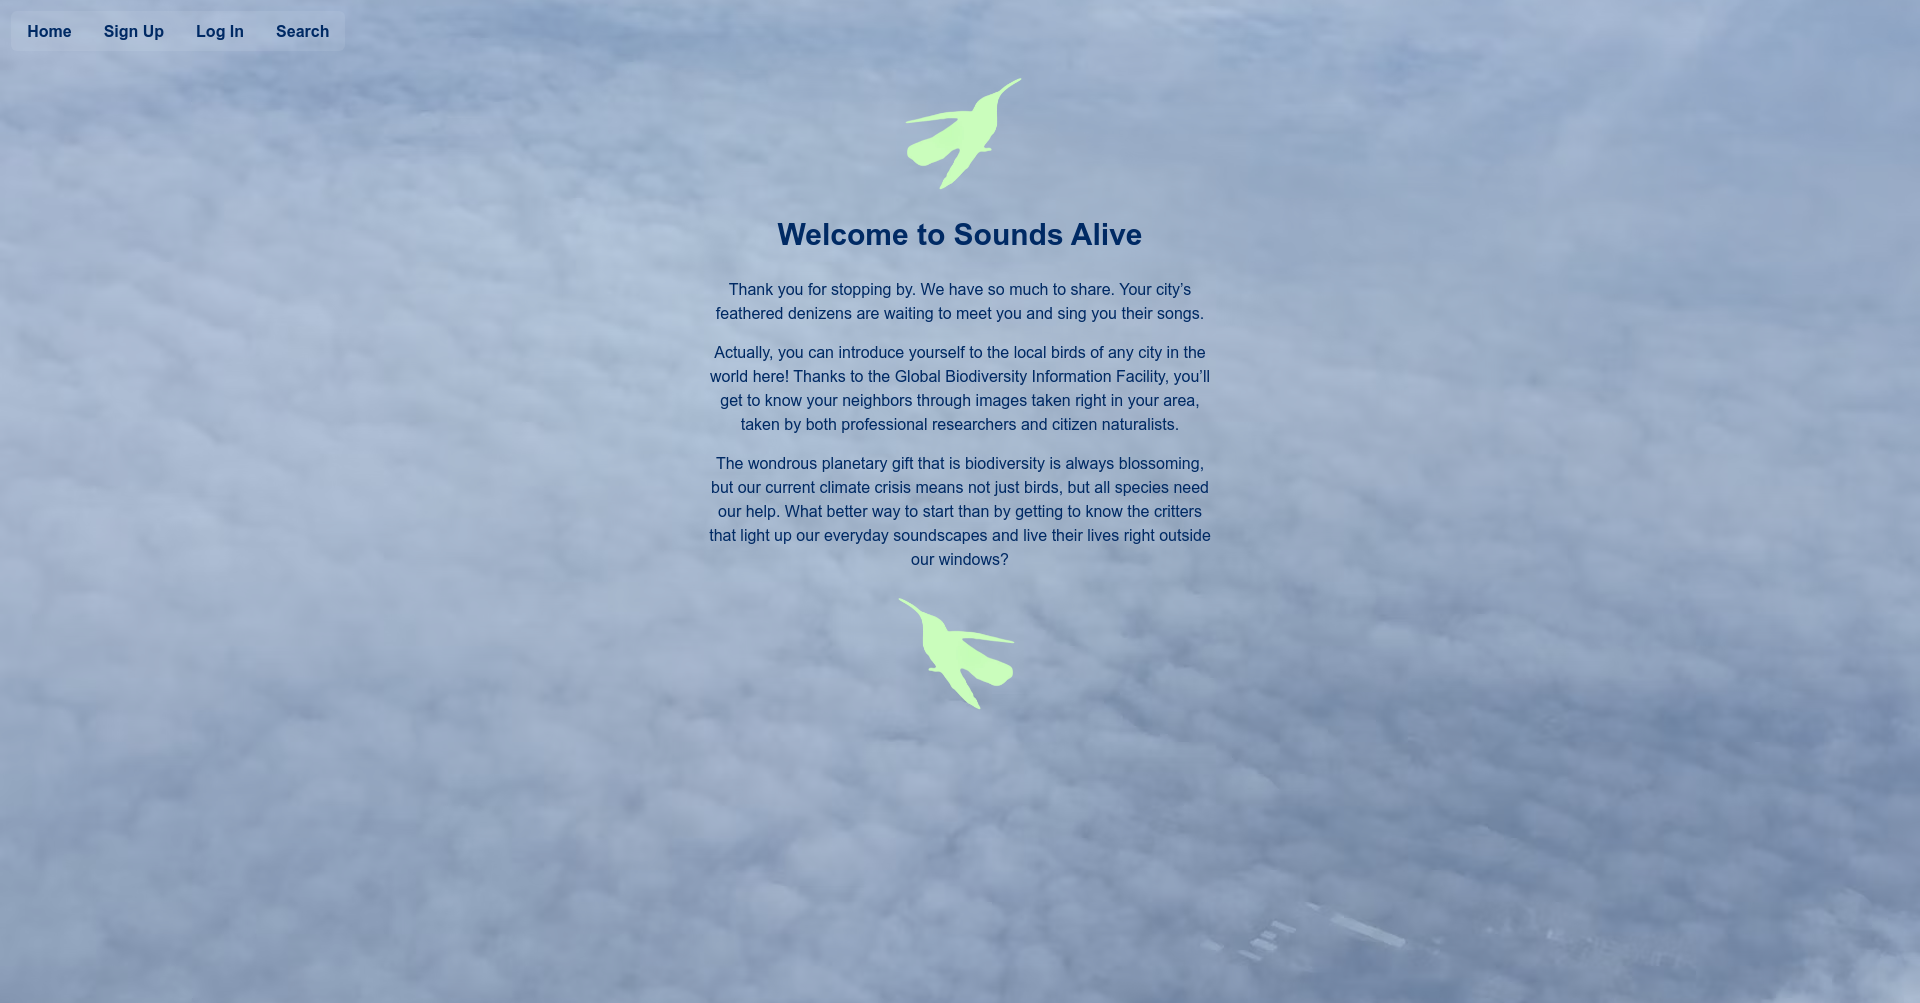 Home Sign Up Log In Search
Welcome to Sounds Alive
Thank you for stopping by. We have so much to share. Your city’s
feathered denizens are waiting to meet you and sing you their songs.
Actually, you can introduce yourself to the local birds of any city in the
world here! Thanks to the Global Biodiversity Information Facility, you’ll
get to know your neighbors through images taken right in your area,
taken by both professional researchers and citizen naturalists.
The wondrous planetary gift that is biodiversity is always blossoming,
but our current climate crisis means not just birds, but all species need
our help. What better way to start than by getting to know the critters
that light up our everyday soundscapes and live their lives right outside
our windows?